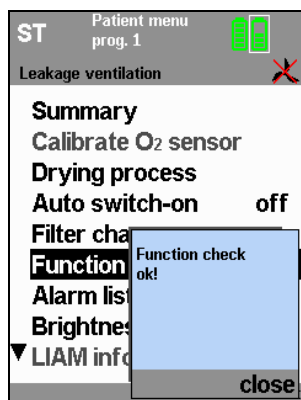 ST
Patient menu
prog. 1
Leakage ventilation
Summary
Calibrate O2 sensor
Drying process
Auto switch-on off
Filter cha
Function
Alarm list
Brightnes
LIAM info
Function check
ok!
close